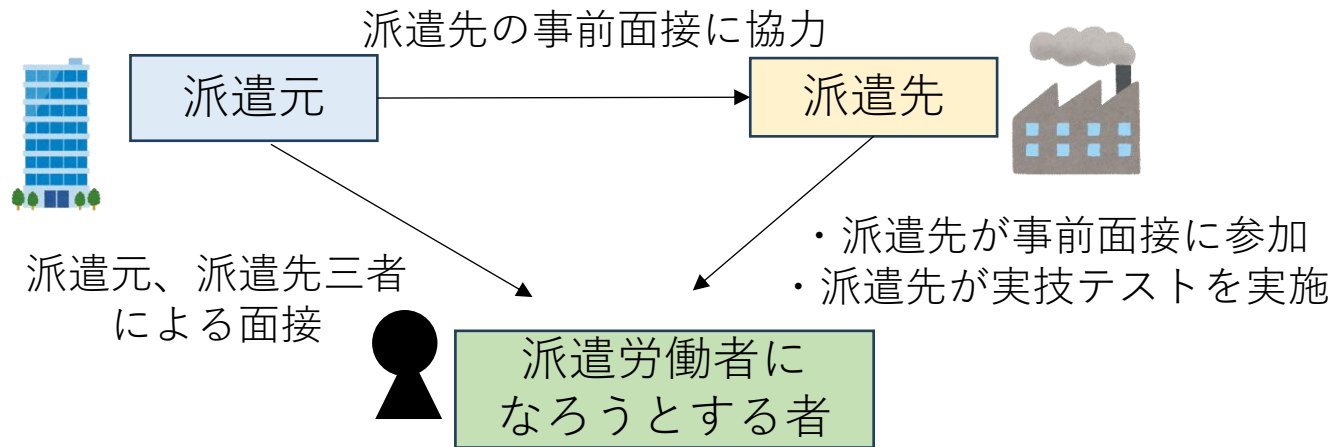 派遣先の事前面接に協力
派遣元
派遣先
・派遣先が事前面接に参加
・派遣先が実技テストを実施
派遣元、派遣先三者
による面接
派遣労働者に
なろうとする者